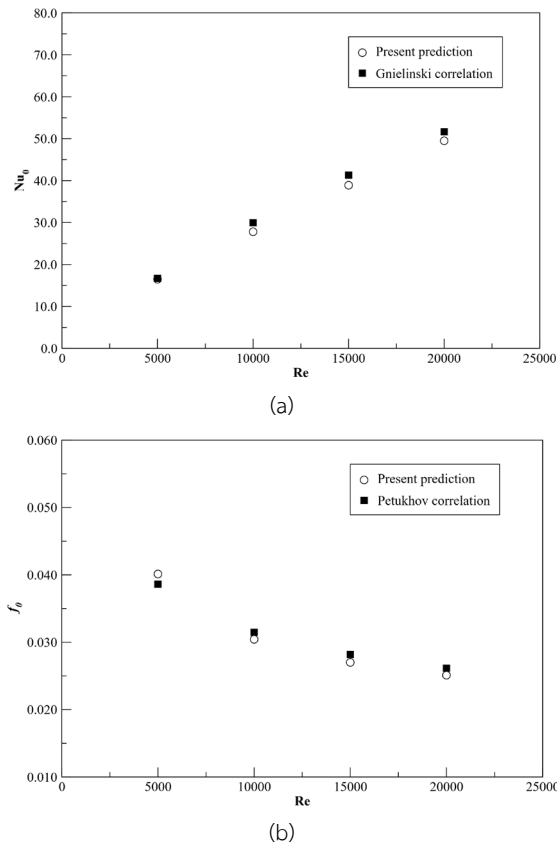 80.0
70.0
60.0
50.0
40.0
30.0
20.0
10.0
0.0
Nu₀
Present prediction
Gnielinski correlation
0 5000 10000 15000 20000 25000
Re
(a)
0.060
0.050
0.040
0.030
0.020
0.010
f₀
Present prediction
Petukhov correlation
0 5000 10000 15000 20000 25000
Re
(b)